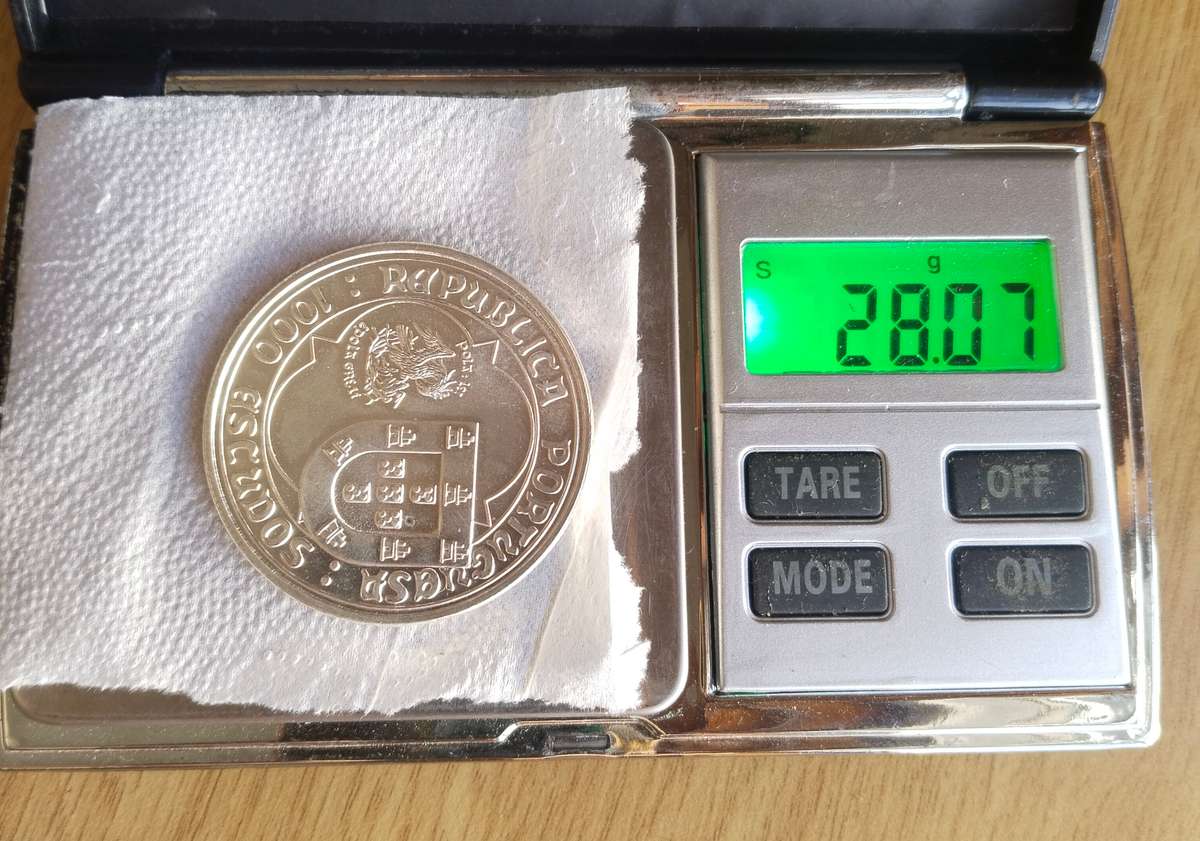 REPUBLICA PORTUGUESA : 1000 ESCUDOS :
S g
28.07
TARE OFF
MODE ON